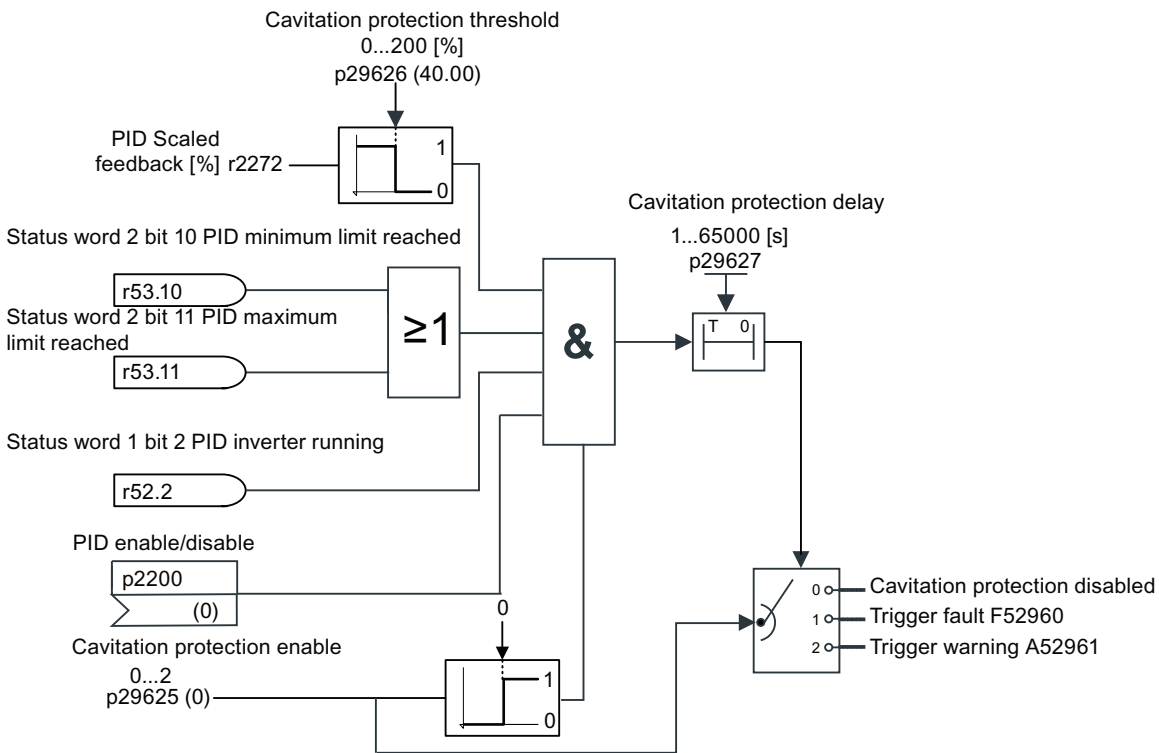 Cavitation protection threshold
0...200 [%]
p29626 (40.00)
PID Scaled
feedback [%] r2272
1
0
Cavitation protection delay
1...65000 [s]
p29627
Status word 2 bit 10 PID minimum limit reached
r53.10
Status word 2 bit 11 PID maximum
limit reached
r53.11
≥1
&
T 0
Status word 1 bit 2 PID inverter running
r52.2
PID enable/disable
p2200
(0)
0
Cavitation protection enable
0...2
p29625 (0)
1
0
0 Cavitation protection disabled
1 Trigger fault F52960
2 Trigger warning A52961